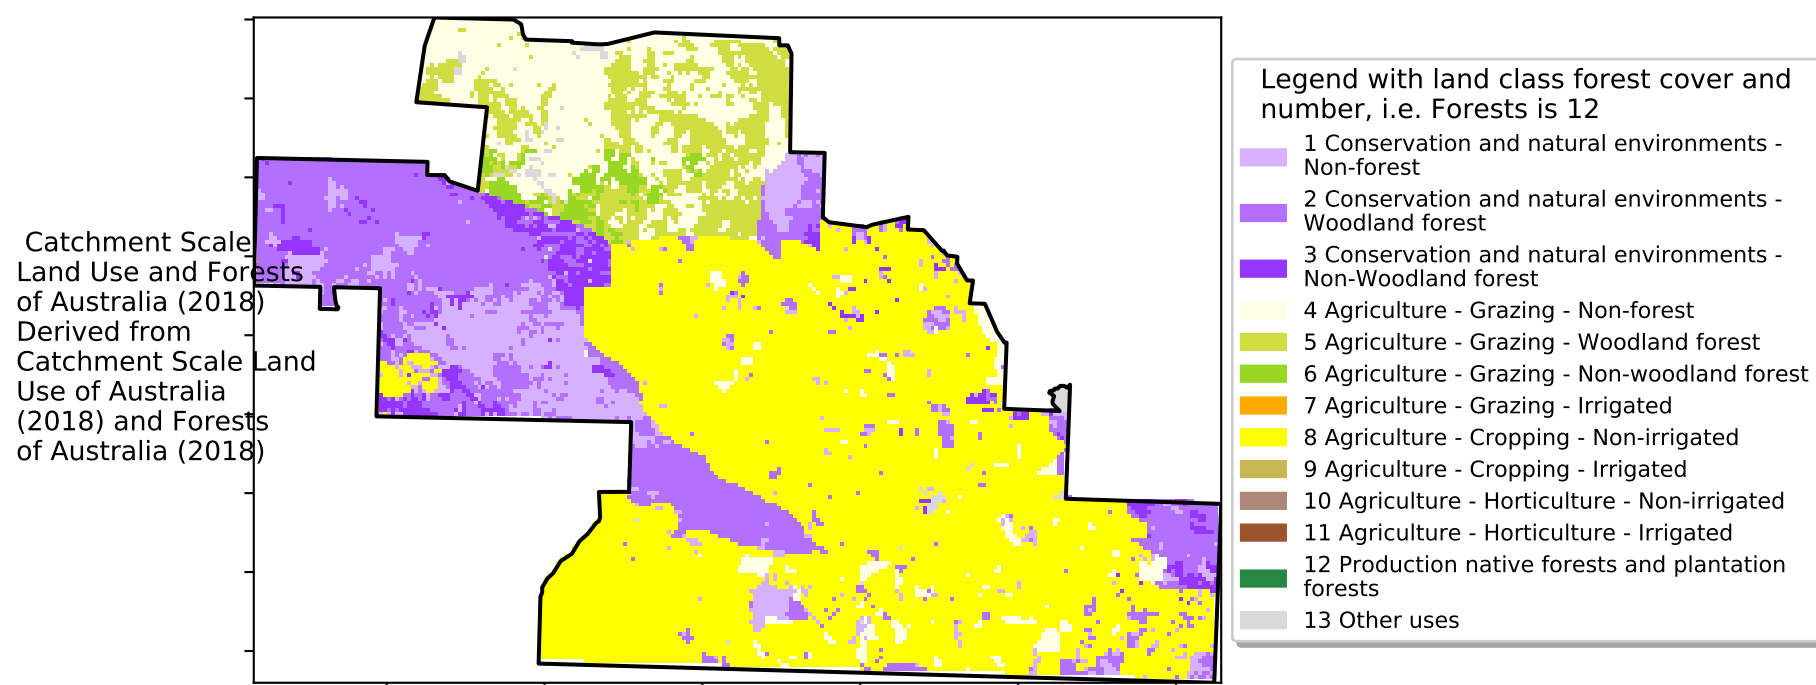 Catchment Scale
Land Use and Forests
of Australia (2018)
Derived from
Catchment Scale Land
Use of Australia
(2018) and Forests
of Australia (2018)
Legend with land class forest cover and
number, i.e. Forests is 12
1 Conservation and natural environments -
Non-forest
2 Conservation and natural environments -
Woodland forest
3 Conservation and natural environments -
Non-Woodland forest
4 Agriculture - Grazing - Non-forest
5 Agriculture - Grazing - Woodland forest
6 Agriculture - Grazing - Non-woodland forest
7 Agriculture - Grazing - Irrigated
8 Agriculture - Cropping - Non-irrigated
9 Agriculture - Cropping - Irrigated
10 Agriculture - Horticulture - Non-irrigated
11 Agriculture - Horticulture - Irrigated
12 Production native forests and plantation
forests
13 Other uses